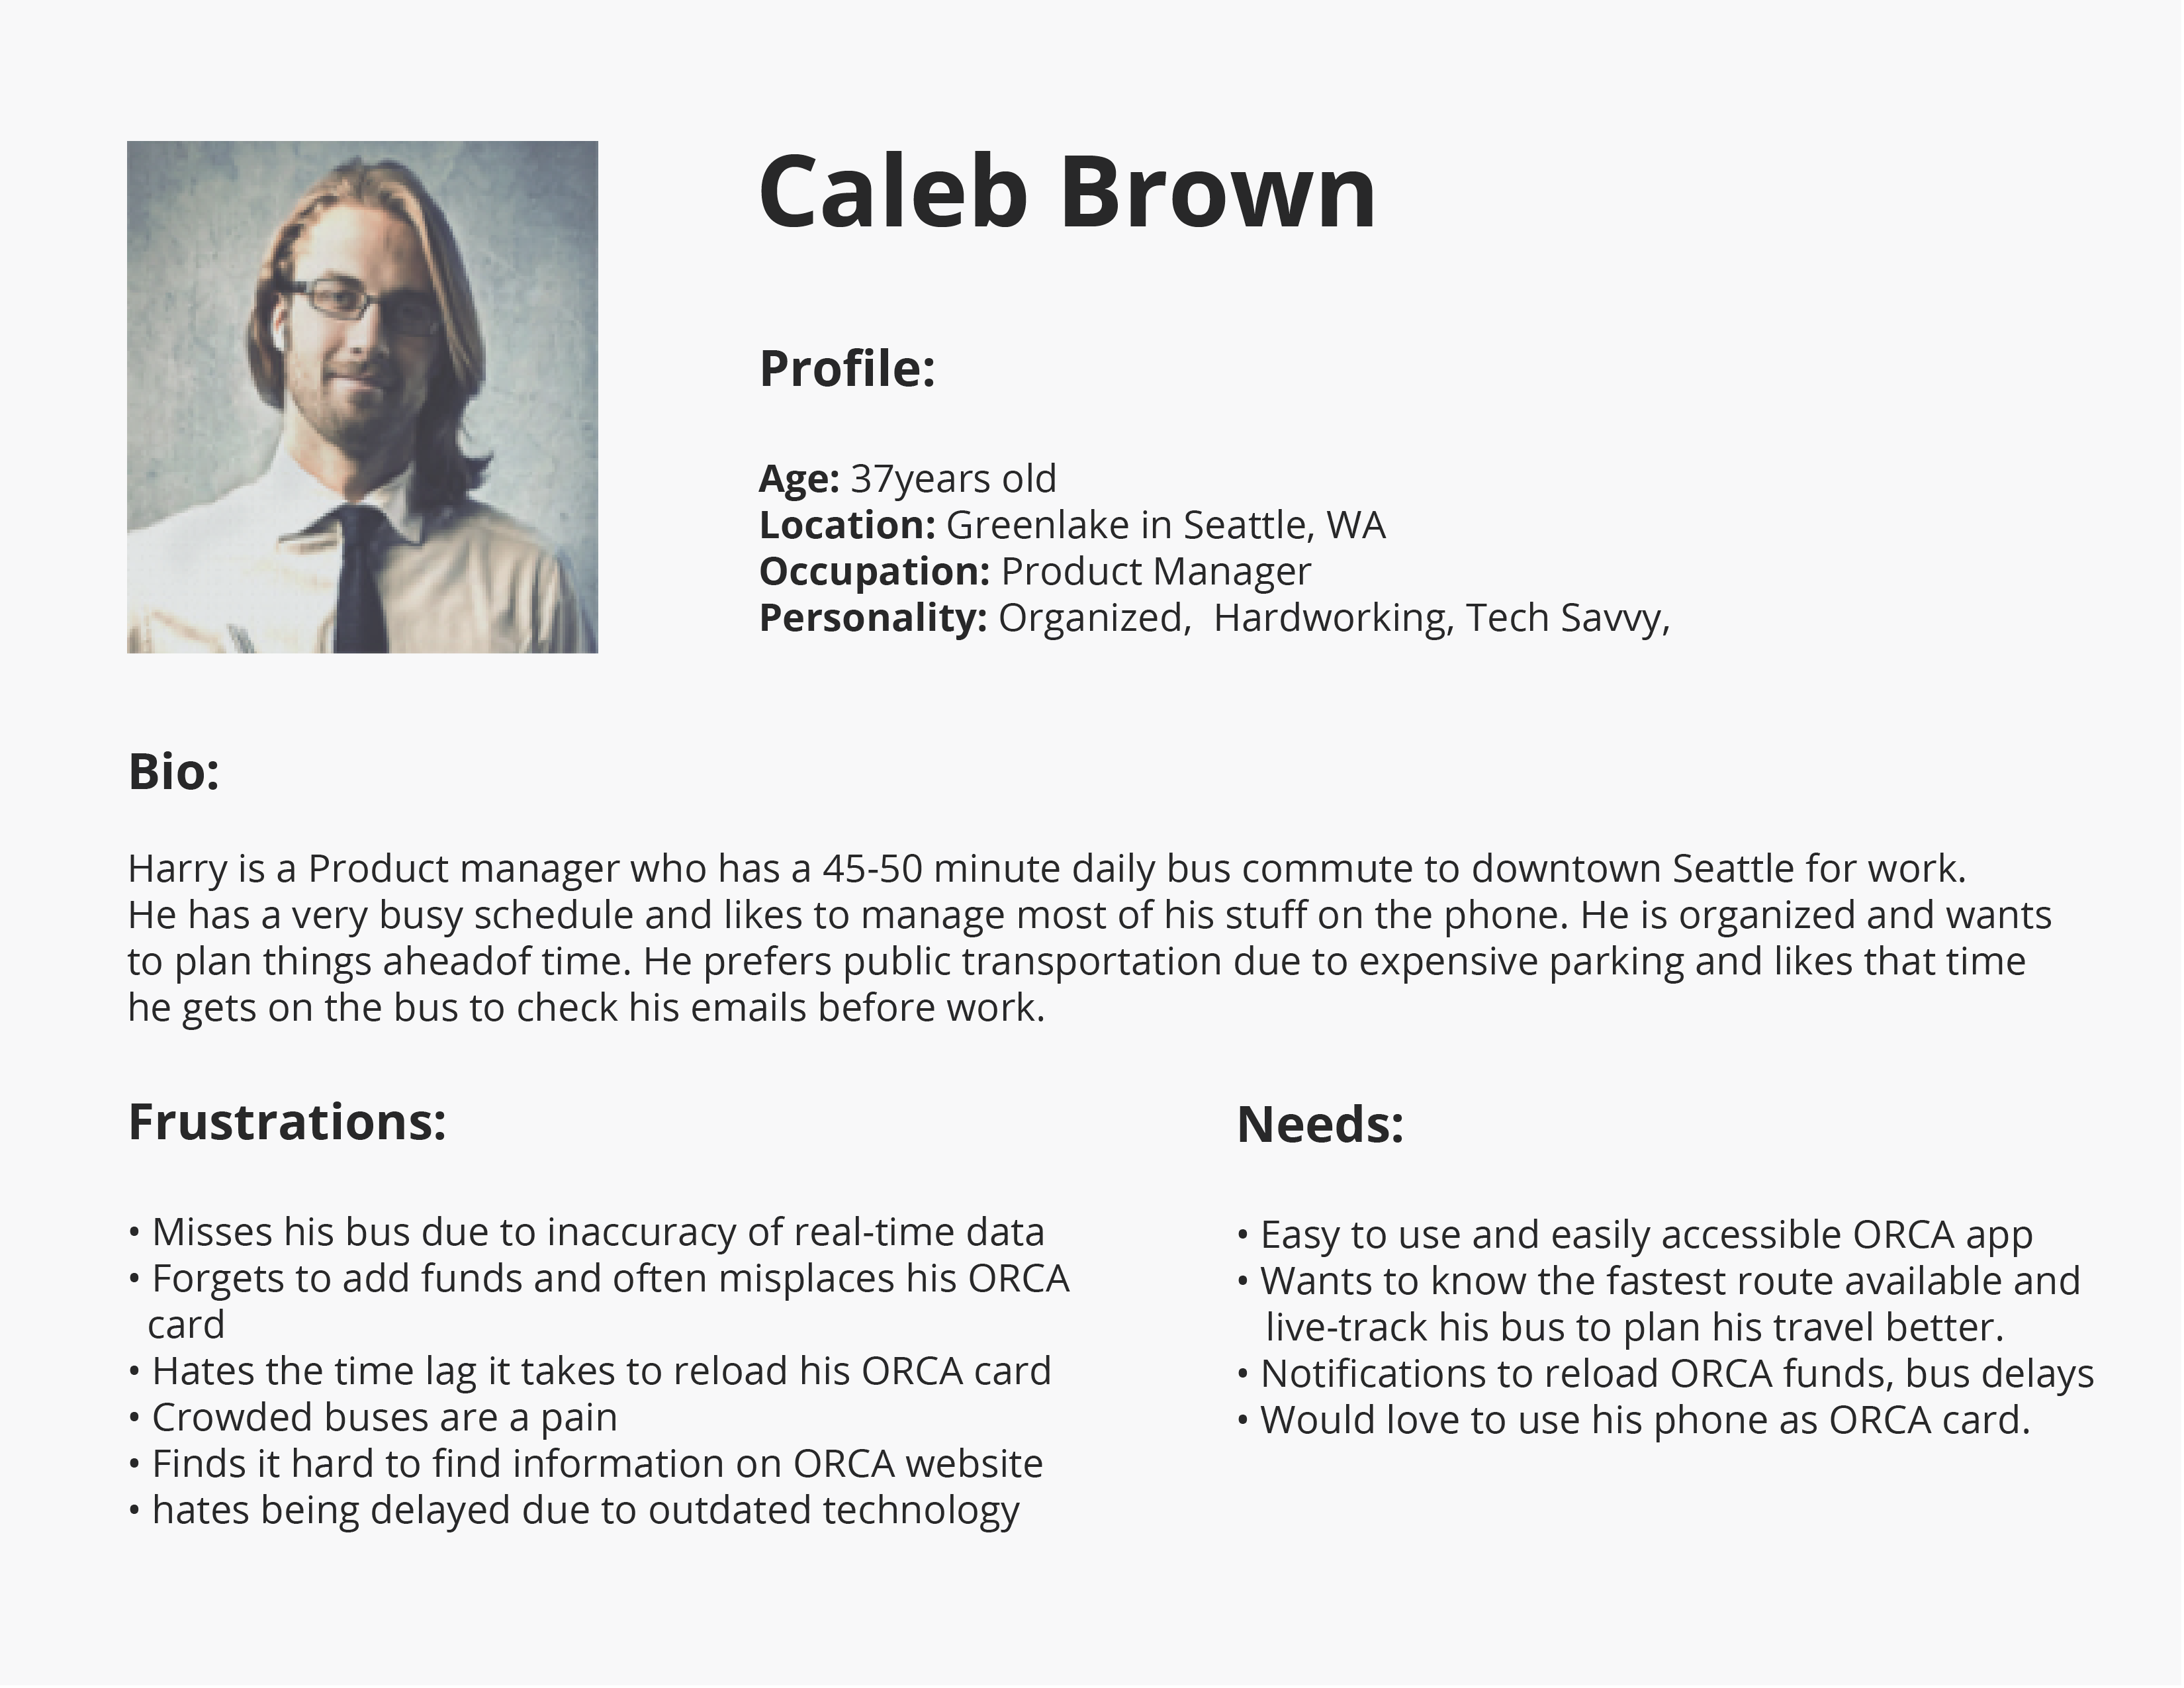 Caleb Brown
Profile:
Age: 37years old
Location: Greenlake in Seattle, WA
Occupation: Product Manager
Personality: Organized,  Hardworking, Tech Savvy,
Bio:
Harry is a Product manager who has a 45-50 minute daily bus commute to downtown Seattle for work.
He has a very busy schedule and likes to manage most of his stuff on the phone. He is organized and wants
to plan things aheadof time. He prefers public transportation due to expensive parking and likes that time
he gets on the bus to check his emails before work.
Frustrations:
• Misses his bus due to inaccuracy of real-time data
• Forgets to add funds and often misplaces his ORCA
card
• Hates the time lag it takes to reload his ORCA card
• Crowded buses are a pain
• Finds it hard to find information on ORCA website
• hates being delayed due to outdated technology
Needs:
• Easy to use and easily accessible ORCA app
• Wants to know the fastest route available and
live-track his bus to plan his travel better.
• Notifications to reload ORCA funds, bus delays
• Would love to use his phone as ORCA card.